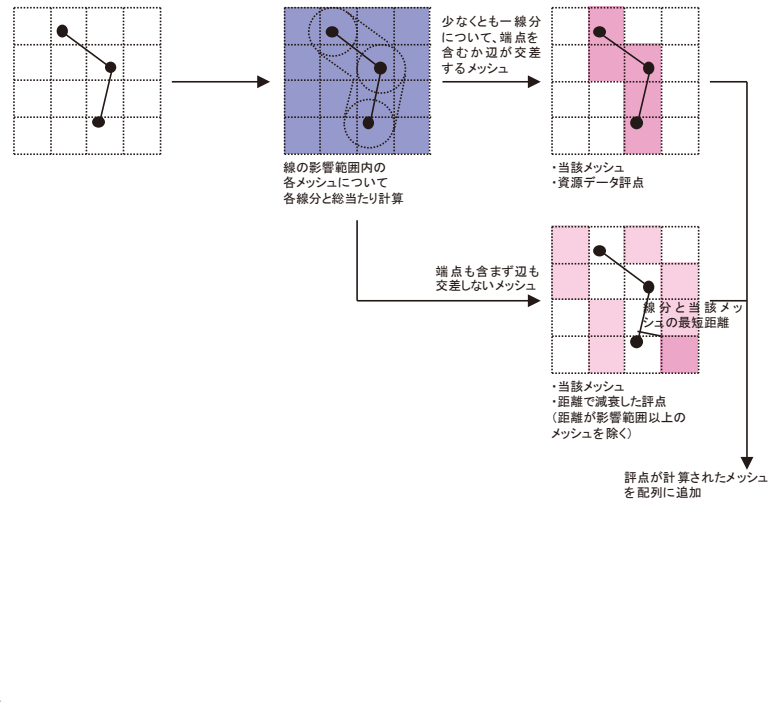 少なくとも一線分
について、端点を
含むか辺が交差
するメッシュ
線の影響範囲内の
各メッシュについて
各線分と総当たり計算
・当該メッシュ
・資源データ評点
端点も含まず辺も
交差しないメッシュ
線分と当該メッ
シュの最短距離
・当該メッシュ
・距離で減衰した評点
（距離が影響範囲以上の
メッシュを除く）
評点が計算されたメッシュ
を配列に追加